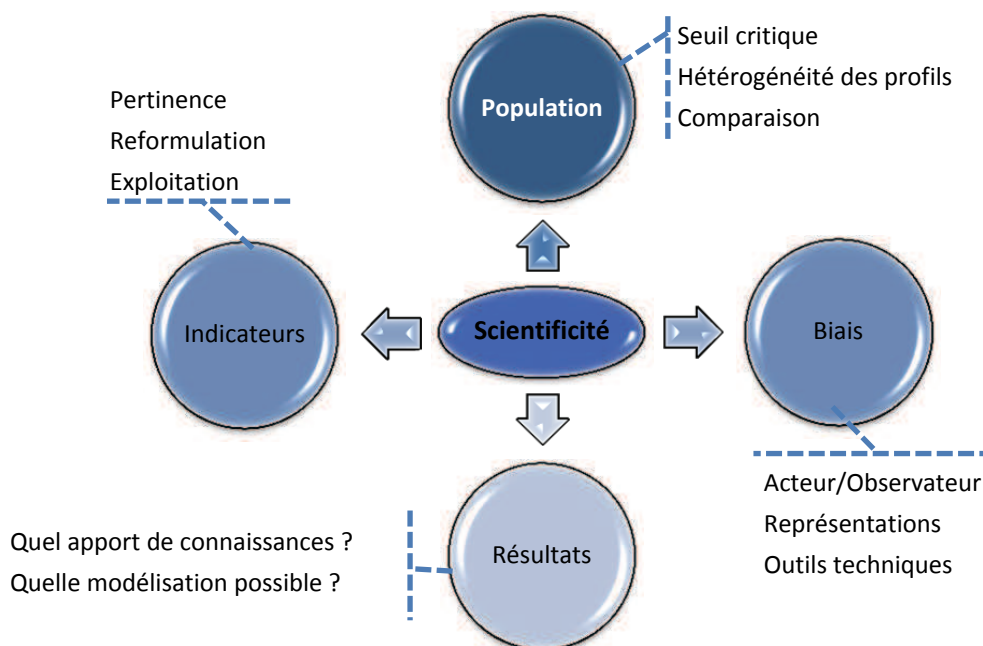 Seuil critique
Hétérogénéité des profils
Comparaison
Population
Pertinence
Reformulation
Exploitation
Indicateurs
Scientificité
Biais
Acteur/Observateur
Représentations
Outils techniques
Résultats
Quel apport de connaissances ?
Quelle modélisation possible ?